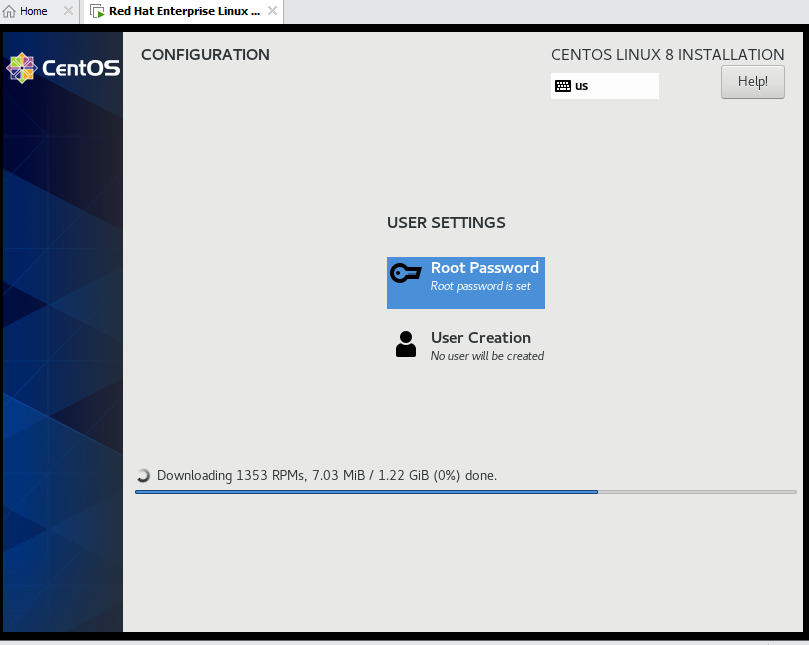 Home
Red Hat Enterprise Linux ...
CentOS
CONFIGURATION
CENTOS LINUX 8 INSTALLATION
us
Help!
USER SETTINGS
Root Password
Root password is set
User Creation
No user will be created
Downloading 1353 RPMs, 7.03 MiB / 1.22 GiB (0%) done.